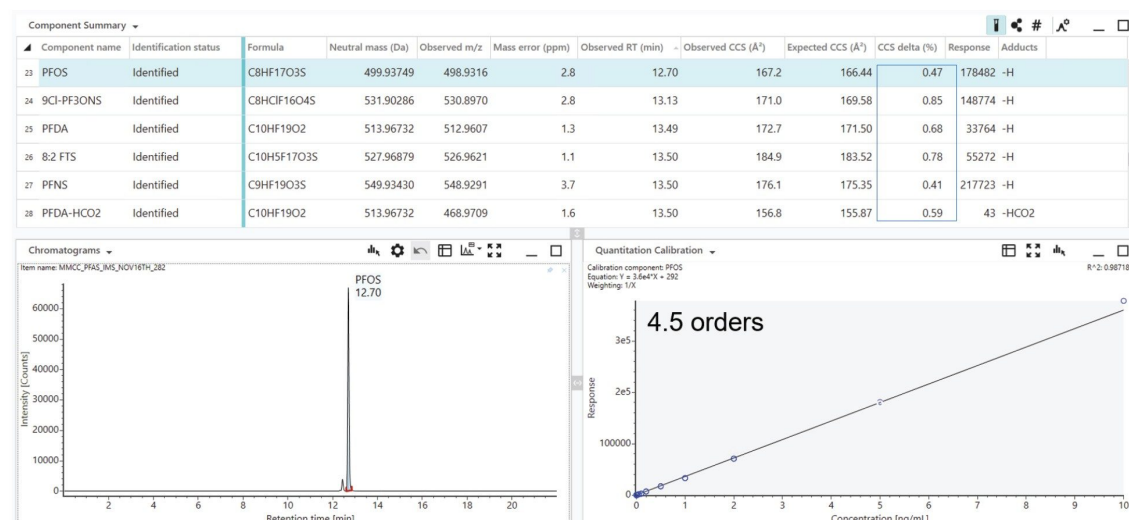 Component Summary
Component name Identification status Formula Neutral mass (Da) Observed m/z Mass error (ppm) Observed RT (min) Observed CCS (Å²) Expected CCS (Å²) CCS delta (%) Response Adducts
23 PFOS Identified C8HF17O3S 499.93749 498.9316 2.8 12.70 167.2 166.44 0.47 178482 -H
24 9Cl-PF3ONS Identified C8HClF16O4S 531.90286 530.8970 2.8 13.13 171.0 169.58 0.85 148774 -H
25 PFDA Identified C10HF19O2 513.96732 512.9607 1.3 13.49 172.7 171.50 0.68 33764 -H
26 8:2 FTS Identified C10H5F17O3S 527.96879 526.9621 1.1 13.50 184.9 183.52 0.78 55272 -H
27 PFNS Identified C9HF19O3S 549.93430 548.9291 3.7 13.50 176.1 175.35 0.41 217723 -H
28 PFDA-HCO2 Identified C10HF19O2 513.96732 468.9709 1.6 13.50 156.8 155.87 0.59 43 -HCO2
Chromatograms
Item name: MMCC_PFAS_IMS_NOV16TH_282
PFOS
12.70
60000
50000
40000
30000
20000
10000
0
Intensity [Counts]
2 4 6 8 10 12 14 16 18 20
Retention time [min]
Quantitation Calibration
Calibration component: PFOS
Equation: Y = 3.6e4*X + 292
Weighting: 1/X
R^2: 0.98718
4.5 orders
3e5
2e5
100000
0
Response
0 1 2 3 4 5 6 7 8 9 10
Concentration [ng/mL]